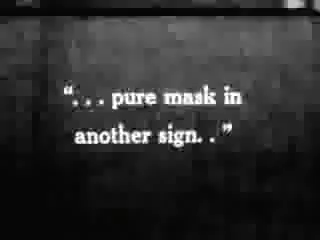 “. . . pure mask in
another sign. . ”